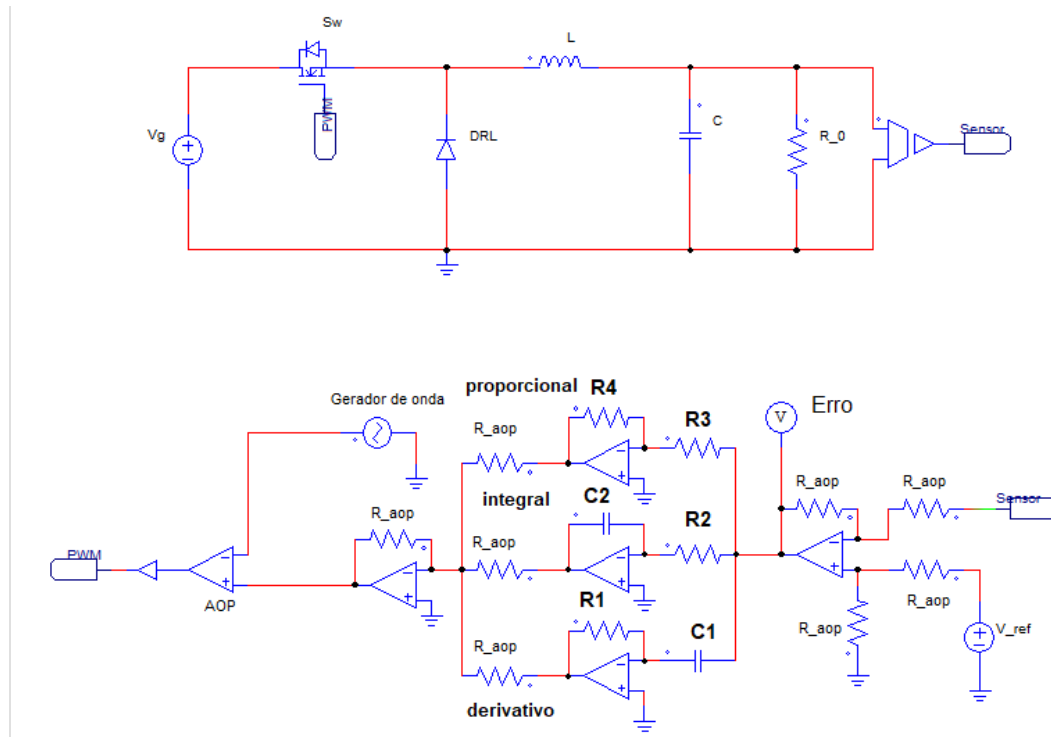 Sw
L
PWM
Vg
DRL
C
R_0
Sensor
proporcional
R4
Gerador de onda
R_aop
R3
V
Erro
integral
C2
R_aop
R_aop
Sensor
PWM
R_aop
R_aop
R2
AOP
R1
R_aop
C1
R_aop
R_aop
V_ref
derivativo